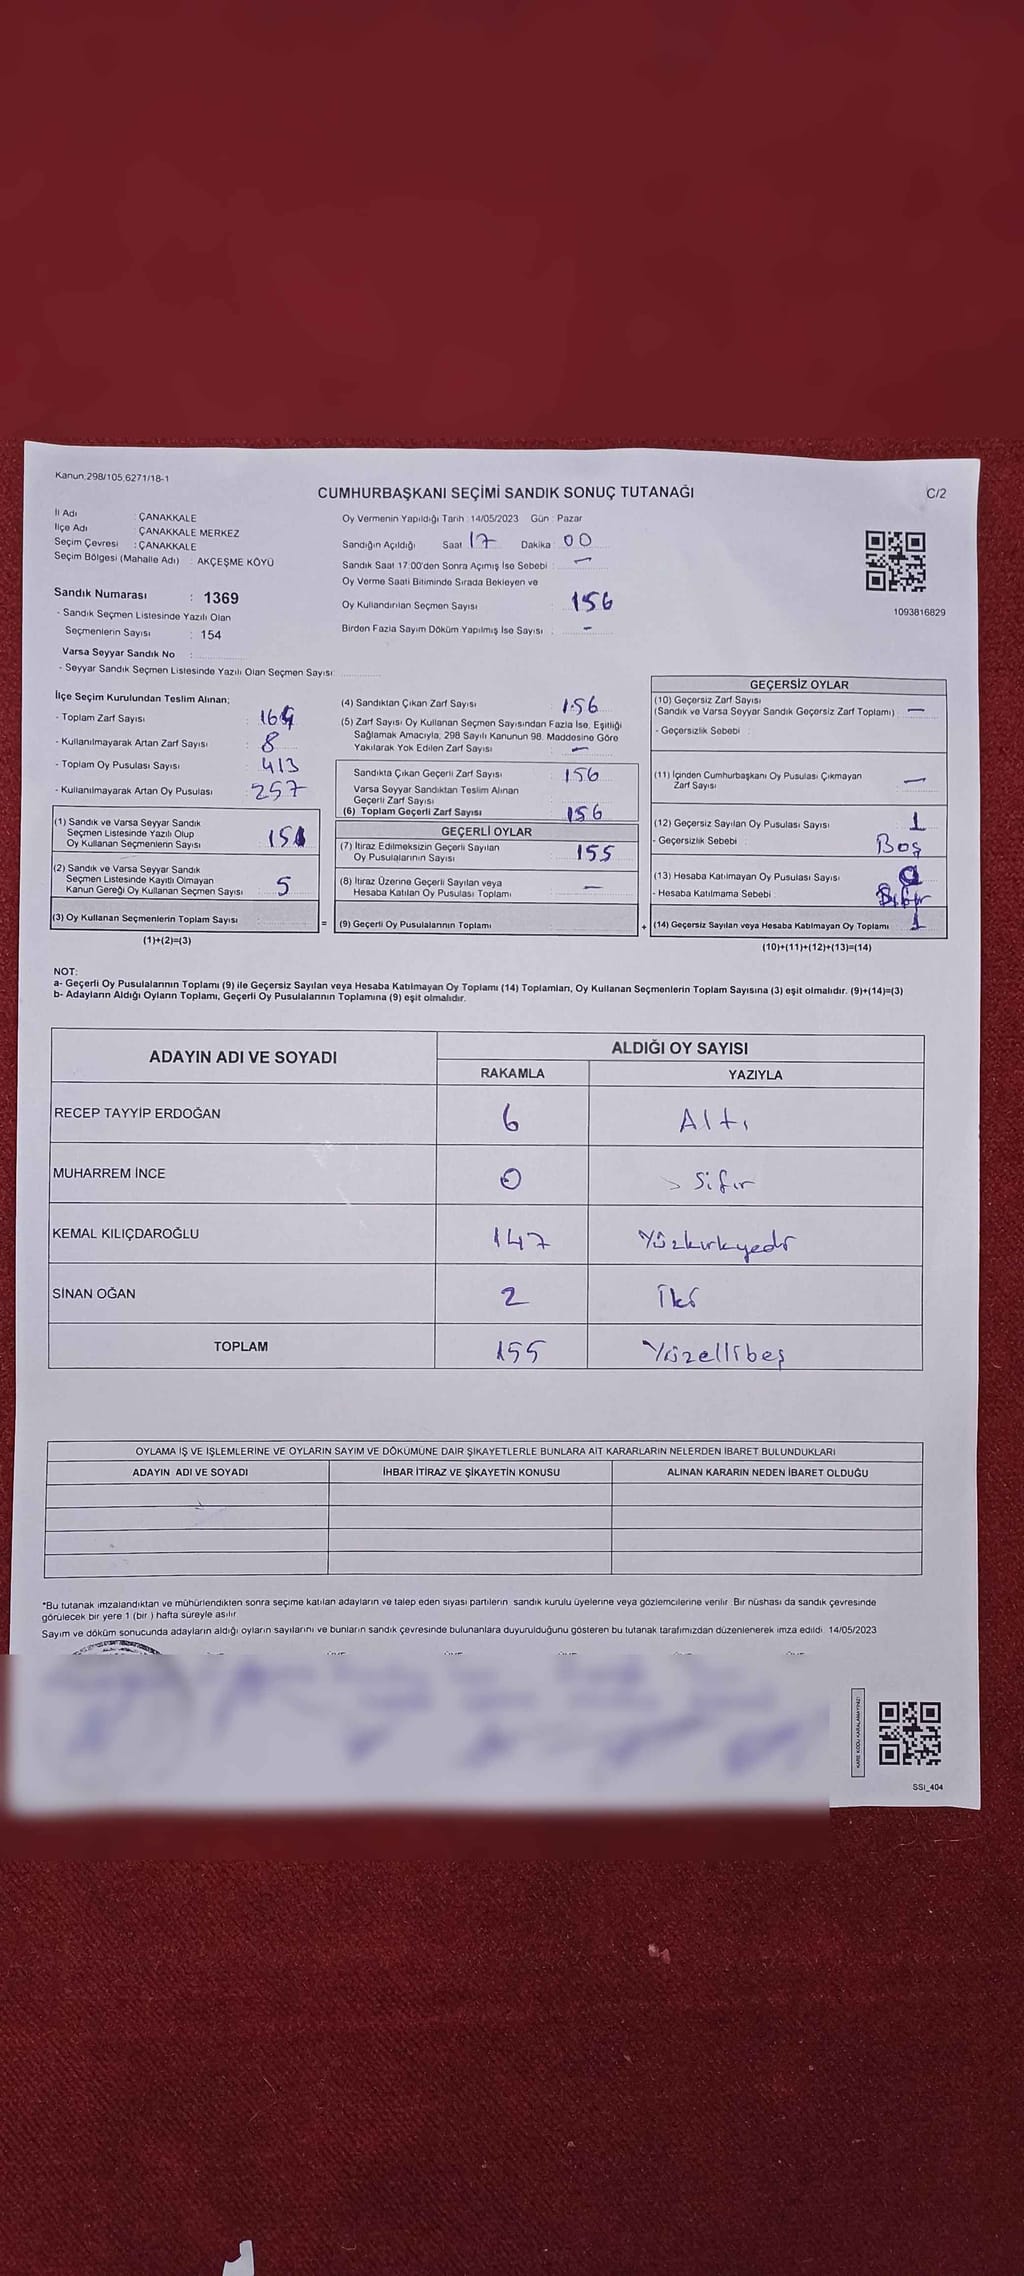 Kanun.298/105,6271/18-1
CUMHURBAŞKANI SEÇİMİ SANDIK SONUÇ TUTANAĞI
C/2
İl Adı : ÇANAKKALE
İlçe Adı : ÇANAKKALE MERKEZ
Seçim Çevresi : ÇANAKKALE
Seçim Bölgesi (Mahalle Adı) : AKÇEŞME KÖYÜ
Sandık Numarası : 1369
- Sandık Seçmen Listesinde Yazılı Olan
Seçmenlerin Sayısı : 154
Varsa Seyyar Sandık No :
- Seyyar Sandık Seçmen Listesinde Yazılı Olan Seçmen Sayısı:
Oy Vermenin Yapıldığı Tarih : 14/05/2023 Gün : Pazar
Sandığın Açıldığı Saat 17 Dakika : 00
Sandık Saat 17:00'den Sonra Açımış İse Sebebi : —
Oy Verme Saati Bitiminde Sırada Bekleyen ve
Oy Kullandırılan Seçmen Sayısı : 156
Birden Fazla Sayım Döküm Yapılmış İse Sayısı : -
1093816829
İlçe Seçim Kurulundan Teslim Alınan;
- Toplam Zarf Sayısı : 164
- Kullanılmayarak Artan Zarf Sayısı : 8
- Toplam Oy Pusulası Sayısı : 413
- Kullanılmayarak Artan Oy Pusulası : 257
(1) Sandık ve Varsa Seyyar Sandık
Seçmen Listesinde Yazılı Olup
Oy Kullanan Seçmenlerin Sayısı : 151
(2) Sandık ve Varsa Seyyar Sandık
Seçmen Listesinde Kayıtlı Olmayan
Kanun Gereği Oy Kullanan Seçmen Sayısı : 5
(3) Oy Kullanan Seçmenlerin Toplam Sayısı :
(1)+(2)=(3)
(4) Sandıktan Çıkan Zarf Sayısı : 156
(5) Zarf Sayısı Oy Kullanan Seçmen Sayısından Fazla İse, Eşitliği
Sağlamak Amacıyla, 298 Sayılı Kanunun 98. Maddesine Göre
Yakılarak Yok Edilen Zarf Sayısı : —
Sandıkta Çıkan Geçerli Zarf Sayısı : 156
Varsa Seyyar Sandıktan Teslim Alınan
Geçerli Zarf Sayısı :
(6) Toplam Geçerli Zarf Sayısı : 156
GEÇERLİ OYLAR
(7) İtiraz Edilmeksizin Geçerli Sayılan
Oy Pusulalarının Sayısı : 155
(8) İtiraz Üzerine Geçerli Sayılan veya
Hesaba Katılan Oy Pusulası Toplamı : —
= (9) Geçerli Oy Pusulalarının Toplamı :
GEÇERSİZ OYLAR
(10) Geçersiz Zarf Sayısı
(Sandık ve Varsa Seyyar Sandık Geçersiz Zarf Toplamı) : —
- Geçersizlik Sebebi :
(11) İçinden Cumhurbaşkanı Oy Pusulası Çıkmayan
Zarf Sayısı : —
(12) Geçersiz Sayılan Oy Pusulası Sayısı : 1
- Geçersizlik Sebebi : Boş
(13) Hesaba Katılmayan Oy Pusulası Sayısı :
- Hesaba Katılmama Sebebi : Sıfır
+ (14) Geçersiz Sayılan veya Hesaba Katılmayan Oy Toplamı : 1
(10)+(11)+(12)+(13)=(14)
NOT:
a- Geçerli Oy Pusulalarının Toplamı (9) ile Geçersiz Sayılan veya Hesaba Katılmayan Oy Toplamı (14) Toplamları, Oy Kullanan Seçmenlerin Toplam Sayısına (3) eşit olmalıdır. (9)+(14)=(3)
b- Adayların Aldığı Oyların Toplamı, Geçerli Oy Pusulalarının Toplamına (9) eşit olmalıdır.
ADAYIN ADI VE SOYADI
ALDIĞI OY SAYISI
RAKAMLA YAZIYLA
RECEP TAYYİP ERDOĞAN 6 Altı
MUHARREM İNCE 0 Sıfır
KEMAL KILIÇDAROĞLU 147 Yüzkırkyedi
SİNAN OĞAN 2 İki
TOPLAM 155 Yüzellibeş
OYLAMA İŞ VE İŞLEMLERİNE VE OYLARIN SAYIM VE DÖKÜMÜNE DAİR ŞİKAYETLERLE BUNLARA AİT KARARLARIN NELERDEN İBARET BULUNDUKLARI
ADAYIN ADI VE SOYADI İHBAR İTİRAZ VE ŞİKAYETİN KONUSU ALINAN KARARIN NEDEN İBARET OLDUĞU
*Bu tutanak imzalandıktan ve mühürlendikten sonra seçime katılan adayların ve talep eden siyasi partilerin sandık kurulu üyelerine veya gözlemcilerine verilir. Bir nüshası da sandık çevresinde
görülecek bir yere 1 (bir ) hafta süreyle asılır.
Sayım ve döküm sonucunda adayların aldığı oyların sayılarını ve bunların sandık çevresinde bulunanlara duyurulduğunu gösteren bu tutanak tarafımızdan düzenlenerek imza edildi. 14/05/2023
KARE KODU KARALAMAYINIZ!
SSİ_404